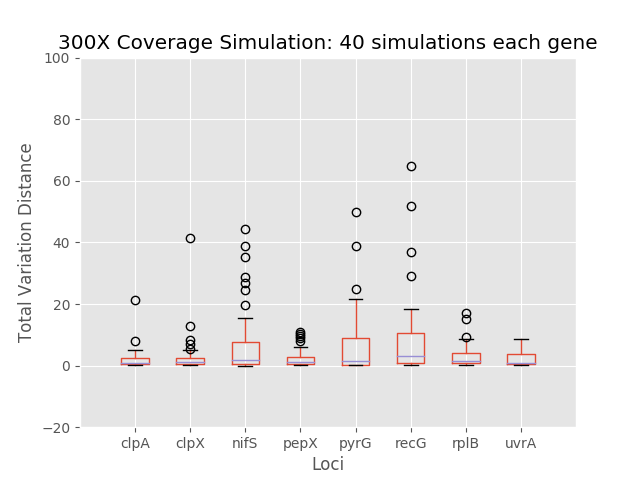 300X Coverage Simulation: 40 simulations each gene
Total Variation Distance
100
80
60
40
20
0
−20
clpA clpX nifS pepX pyrG recG rplB uvrA
Loci